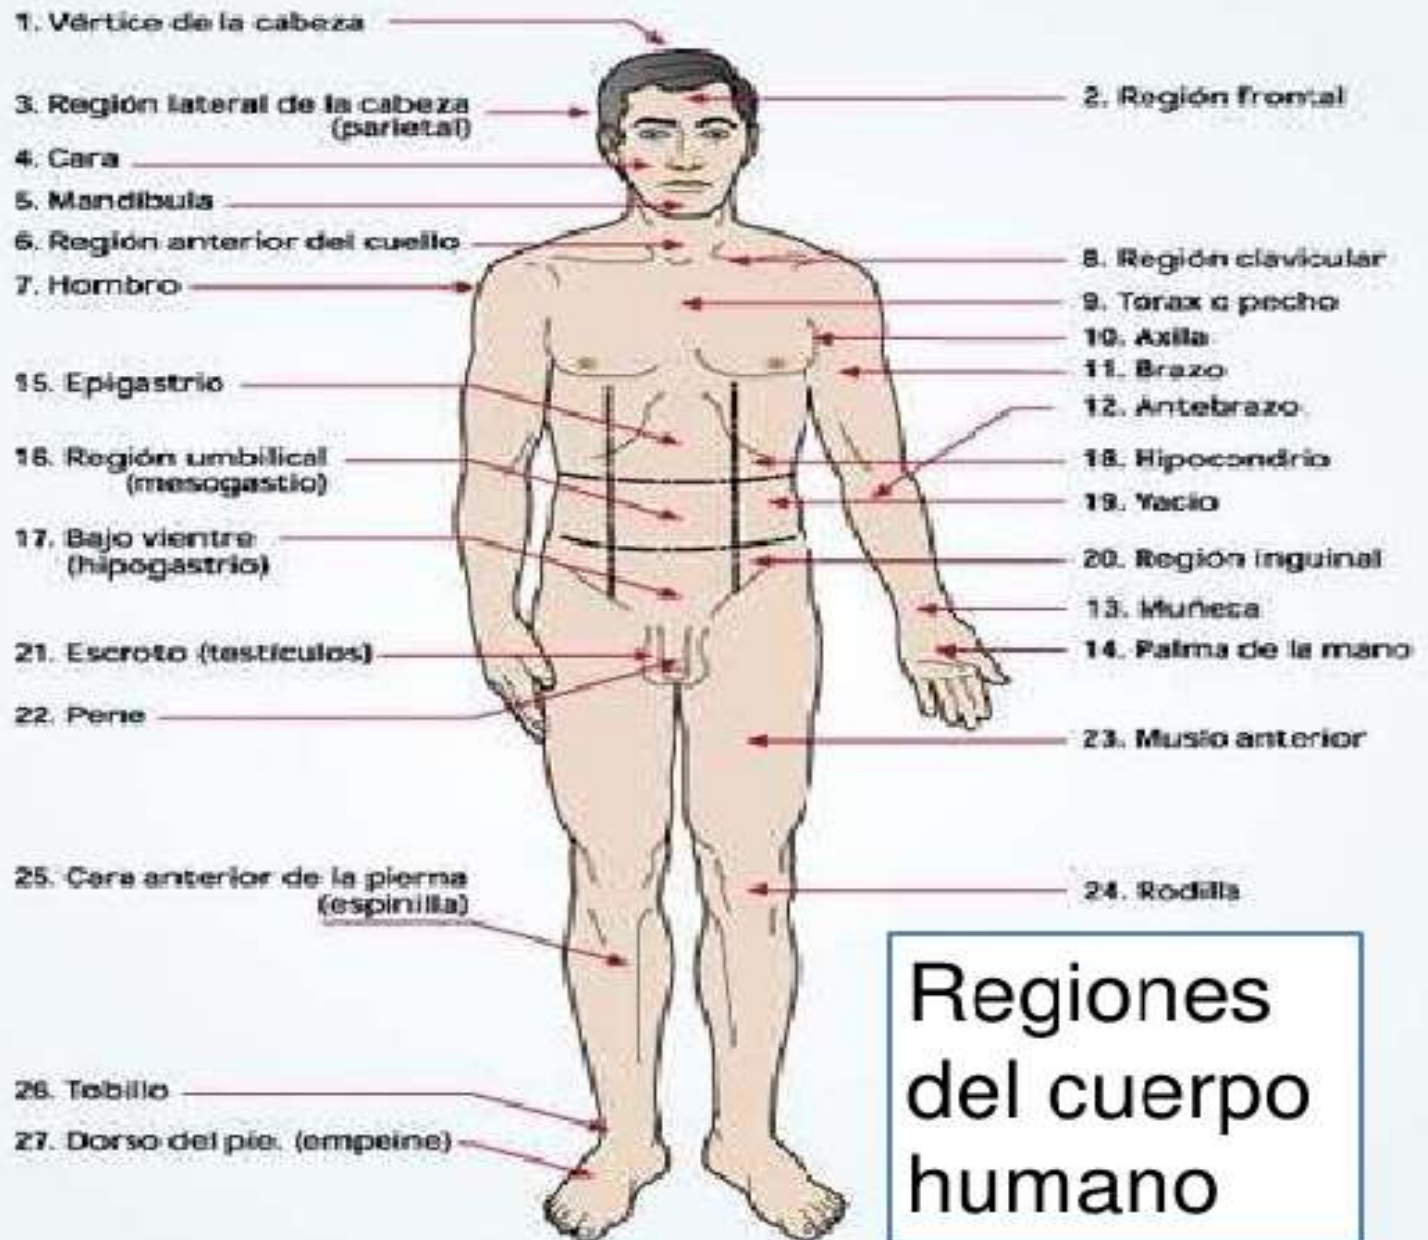 1. Vértice de la cabeza
2. Región frontal
3. Región lateral de la cabeza
(parietal)
4. Cara
5. Mandíbula
6. Región anterior del cuello
7. Hombro
8. Región clavicular
9. Torax o pecho
10. Axila
11. Brazo
12. Antebrazo
15. Epigastrio
16. Región umbilical
(mesogastio)
17. Bajo vientre
(hipogastrio)
18. Hipocondrio
19. Vacio
20. Región inguinal
13. Muñeca
14. Palma de la mano
21. Escroto (testículos)
22. Pene
23. Muslo anterior
25. Cara anterior de la pierna
(espinilla)
24. Rodilla
26. Tobillo
27. Dorso del pie. (empeine)
Regiones
del cuerpo
humano